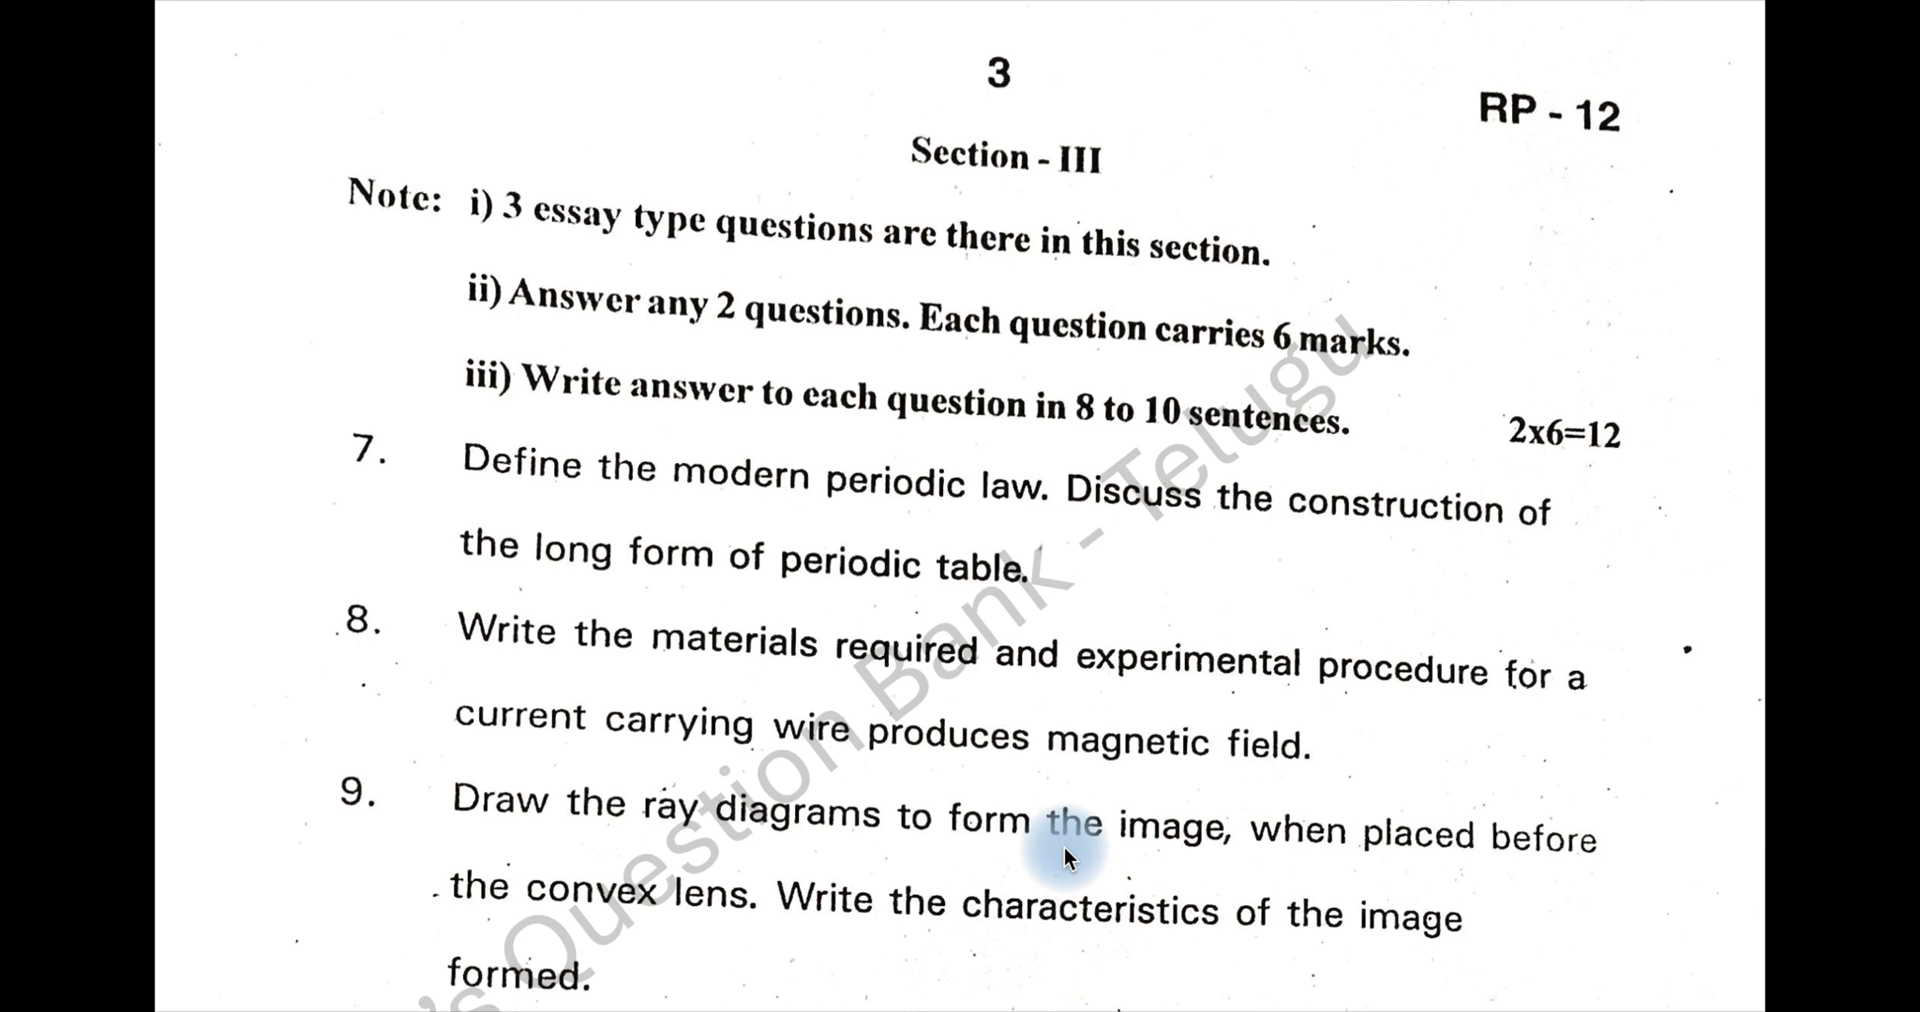 3
RP - 12
Section - III
Note: i) 3 essay type questions are there in this section.
ii) Answer any 2 questions. Each question carries 6 marks.
iii) Write answer to each question in 8 to 10 sentences. 2x6=12
7. Define the modern periodic law. Discuss the construction of
the long form of periodic table.
8. Write the materials required and experimental procedure for a
current carrying wire produces magnetic field.
9. Draw the ray diagrams to form the image, when placed before
the convex lens. Write the characteristics of the image
formed.
's Question Bank - Telugu